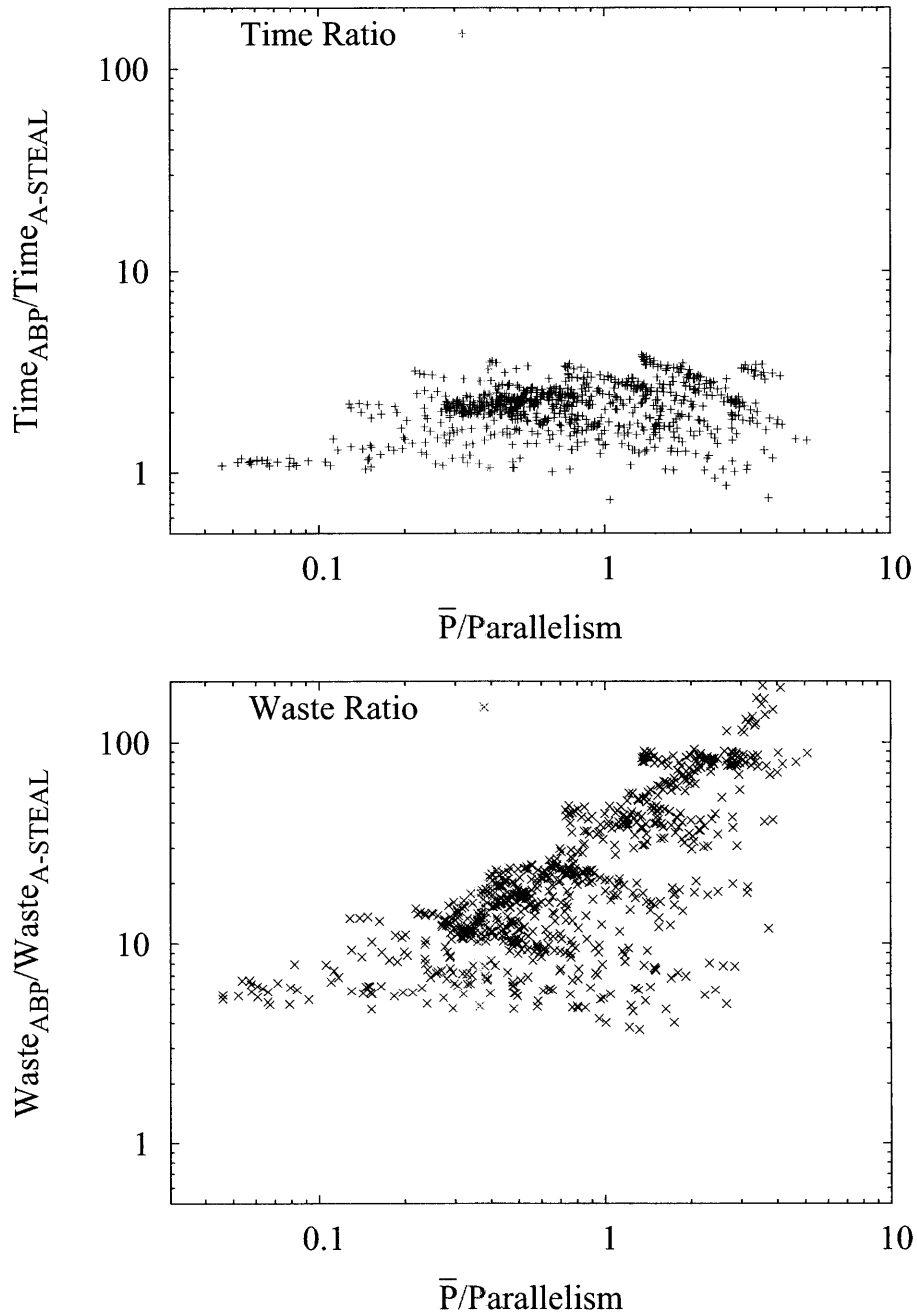 Time Ratio
100
10
1
Time_ABP/Time_A-STEAL
0.1 1 10
P̅/Parallelism
Waste Ratio
100
10
1
Waste_ABP/Waste_A-STEAL
0.1 1 10
P̅/Parallelism